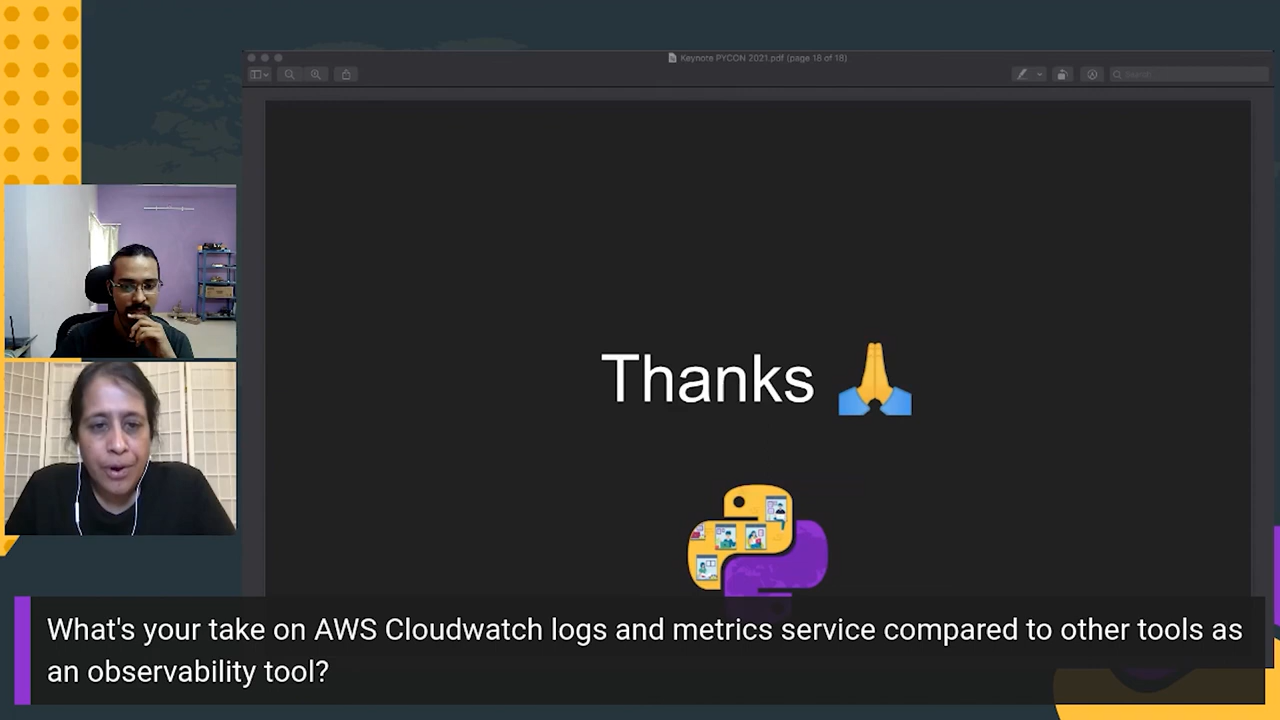 Keynote PYCON 2021.pdf (page 18 of 18)
Search
Thanks
What's your take on AWS Cloudwatch logs and metrics service compared to other tools as
an observability tool?